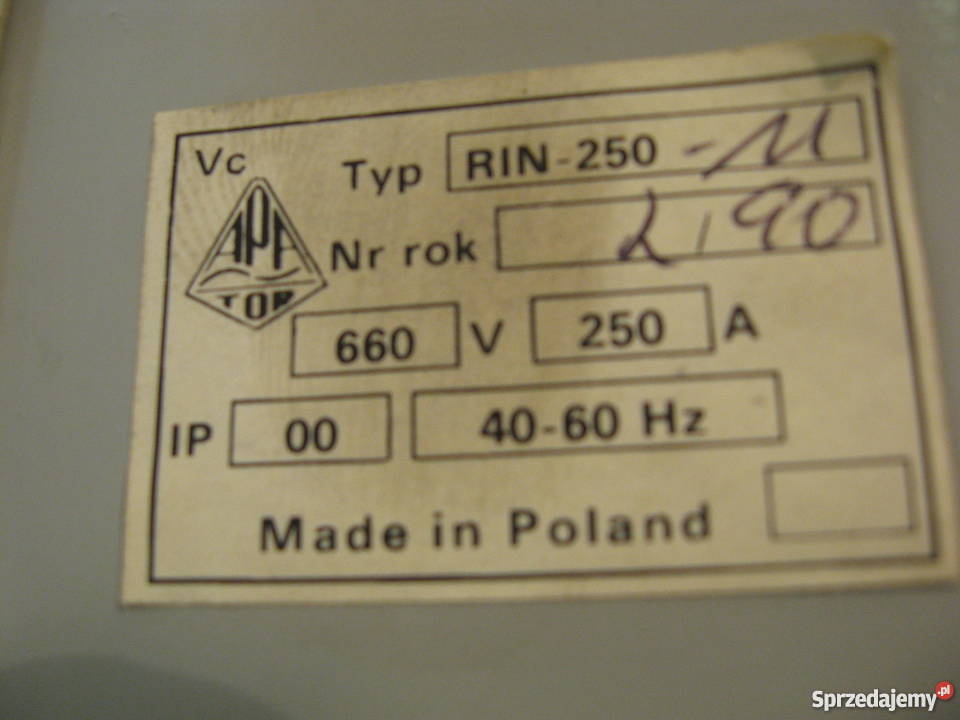 Vc
Typ RIN-250 -11
APA
TOR
Nr rok 2/90
660 V 250 A
IP 00 40-60 Hz
Made in Poland
Sprzedajemy.pl